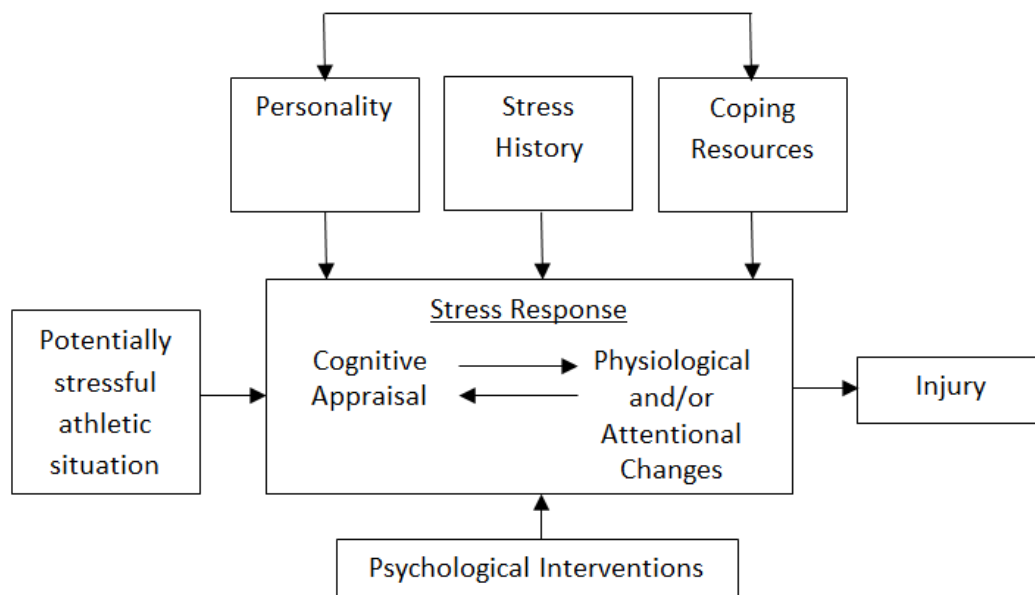 Personality
Stress
History
Coping
Resources
Stress Response
Potentially
stressful
athletic
situation
Cognitive
Appraisal
Physiological
and/or
Attentional
Changes
Injury
Psychological Interventions